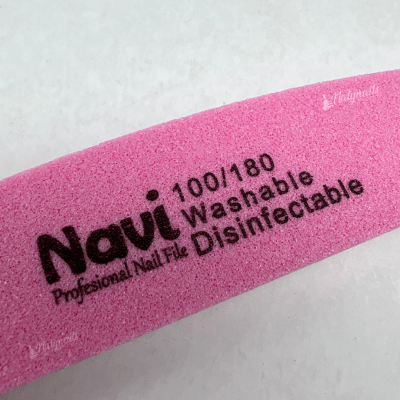 Navi
Profesional Nail File
100/180
Washable
Disinfectable